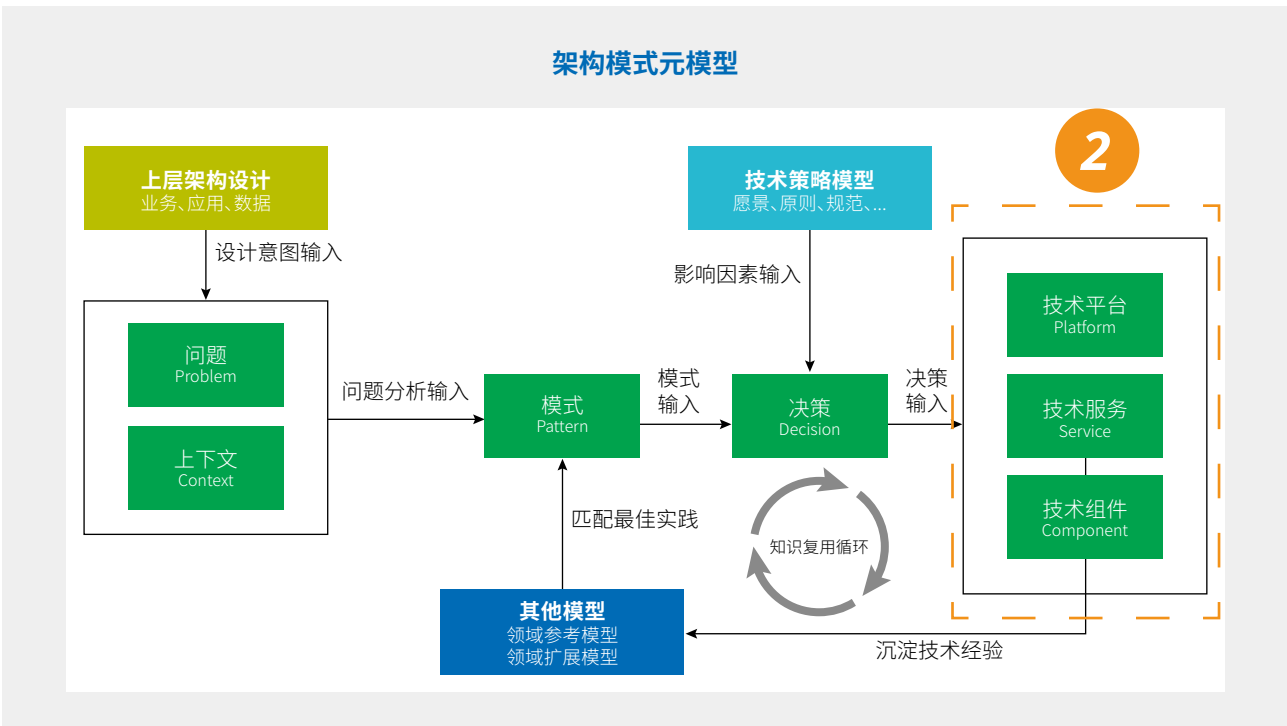 架构模式元模型
上层架构设计
业务、应用、数据
技术策略模型
愿景、原则、规范、...
2
设计意图输入
影响因素输入
技术平台
Platform
问题
Problem
问题分析输入
模式
Pattern
模式
输入
决策
Decision
决策
输入
技术服务
Service
上下文
Context
匹配最佳实践
知识复用循环
技术组件
Component
其他模型
领域参考模型
领域扩展模型
沉淀技术经验